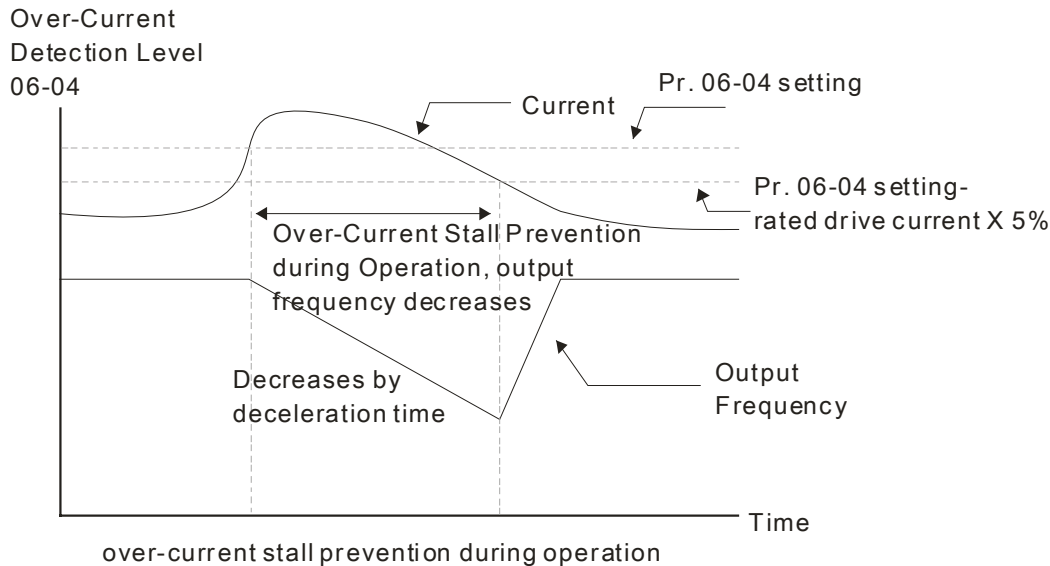 Over-Current
Detection Level
06-04
Pr. 06-04 setting
Current
Pr. 06-04 setting-
rated drive current X 5%
Over-Current Stall Prevention
during Operation, output
frequency decreases
Decreases by
deceleration time
Output
Frequency
Time
over-current stall prevention during operation